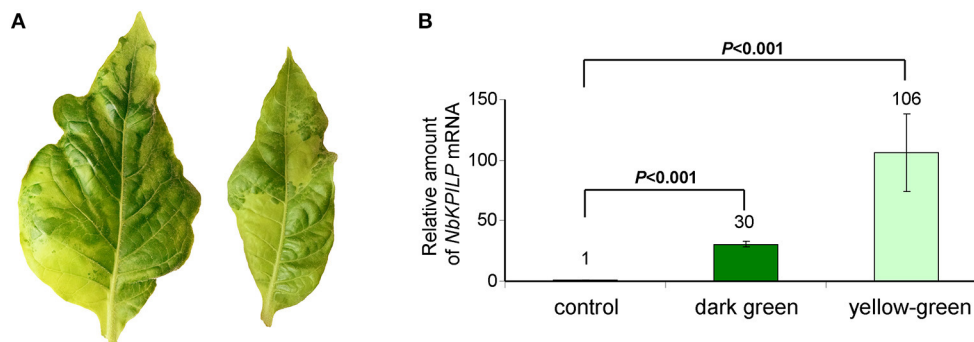 A
B
P<0.001
P<0.001
Relative amount
of NbKPILP mRNA
150
100
50
0
1
30
106
control
dark green
yellow-green